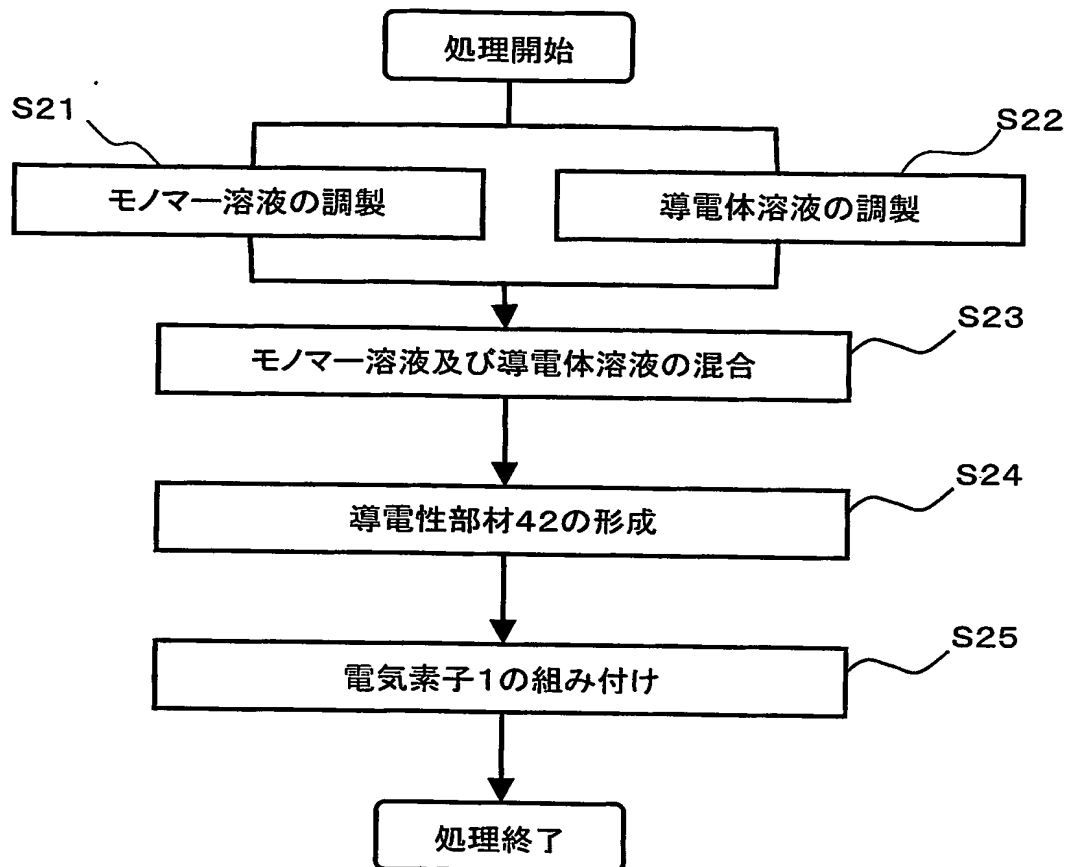 処理開始
S21
S22
モノマー溶液の調製
導電体溶液の調製
S23
モノマー溶液及び導電体溶液の混合
S24
導電性部材42の形成
S25
電気素子1の組み付け
処理終了